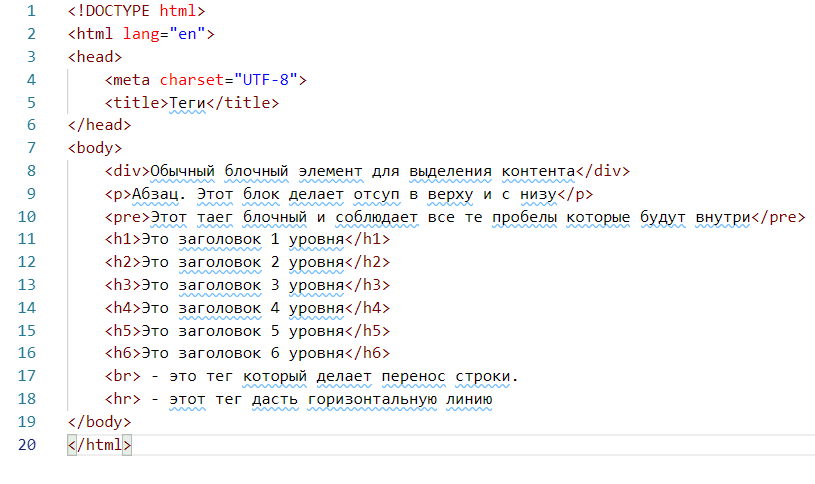 1 <!DOCTYPE html>
2 <html lang="en">
3 <head>
4 <meta charset="UTF-8">
5 <title>Теги</title>
6 </head>
7 <body>
8 <div>Обычный блочный элемент для выделения контента</div>
9 <p>Абзац. Этот блок делает отсуп в верху и с низу</p>
10 <pre>Этот таег блочный и соблюдает все те пробелы которые будут внутри</pre>
11 <h1>Это заголовок 1 уровня</h1>
12 <h2>Это заголовок 2 уровня</h2>
13 <h3>Это заголовок 3 уровня</h3>
14 <h4>Это заголовок 4 уровня</h4>
15 <h5>Это заголовок 5 уровня</h5>
16 <h6>Это заголовок 6 уровня</h6>
17 <br> - это тег который делает перенос строки.
18 <hr> - этот тег дасть горизонтальную линию
19 </body>
20 </html>